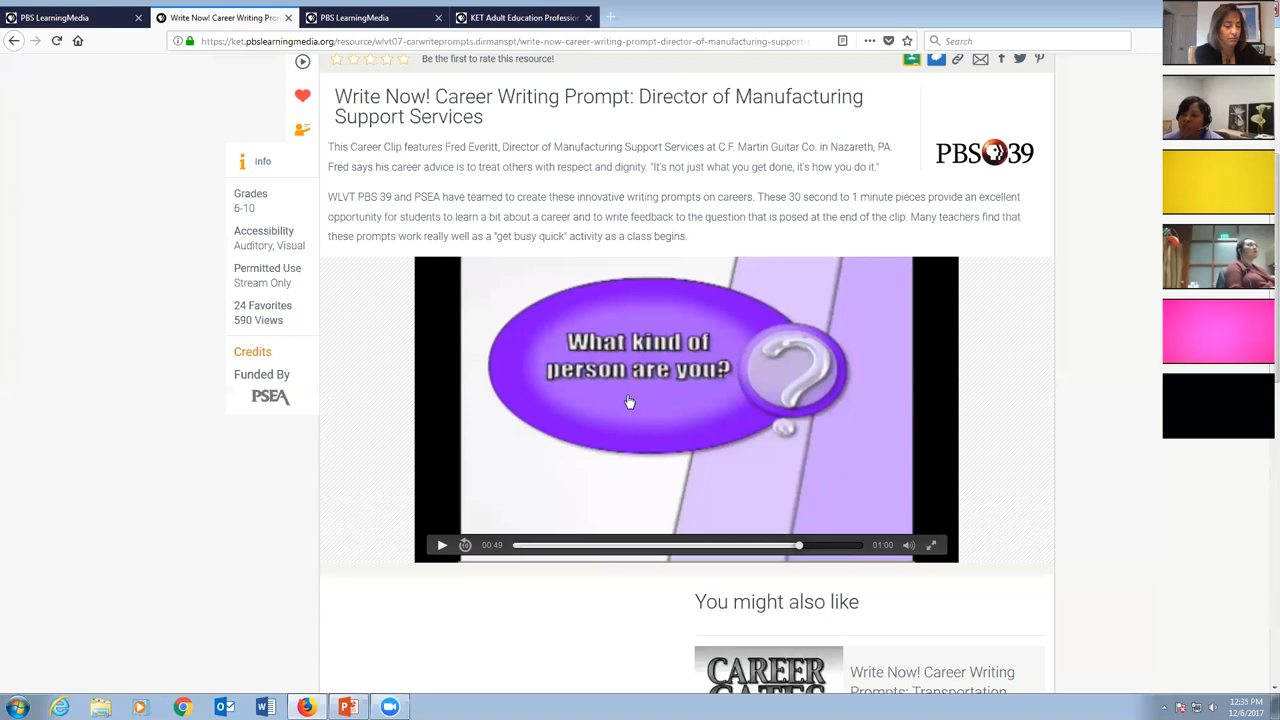 PBS LearningMedia
Write Now! Career Writing Pron
PBS LearningMedia
KET Adult Education Profession
https://ket.pbslearningmedia.org/resource/wlvt07-carwriteprompts.dirmanspt/write-now-career-writing-prompt-director-of-manufacturing-support-
Search
Be the first to rate this resource!
Write Now! Career Writing Prompt: Director of Manufacturing
Support Services
This Career Clip features Fred Everitt, Director of Manufacturing Support Services at C.F. Martin Guitar Co. in Nazareth, PA.
Fred says his career advice is to treat others with respect and dignity. "It's not just what you get done, it's how you do it."
PBS 39
WLVT PBS 39 and PSEA have teamed to create these innovative writing prompts on careers. These 30 second to 1 minute pieces provide an excellent
opportunity for students to learn a bit about a career and to write feedback to the question that is posed at the end of the clip. Many teachers find that
these prompts work really well as a "get busy quick" activity as a class begins.
Info
Grades
6-10
Accessibility
Auditory, Visual
Permitted Use
Stream Only
24 Favorites
590 Views
Credits
Funded By
PSEA
What kind of
person are you?
?
10
00:49
01:00
You might also like
CAREER
GATES
Write Now! Career Writing
Prompts: Transportation
12:35 PM
12/6/2017